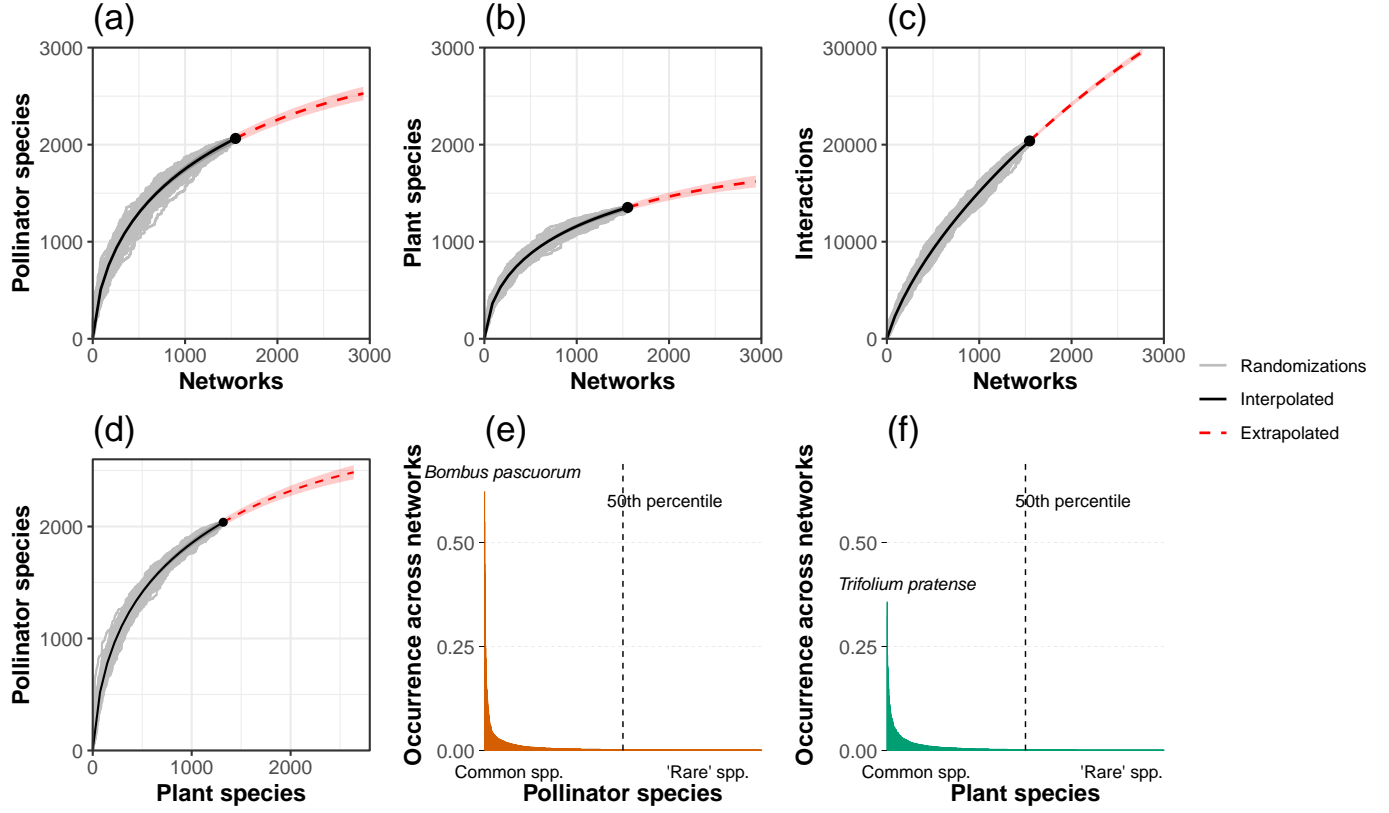 (a)
(b)
(c)
3000
2000
1000
0
Pollinator species
0
1000
2000
3000
Networks
3000
2000
1000
0
Plant species
0
1000
2000
3000
Networks
30000
20000
10000
0
Interactions
0
1000
2000
3000
Networks
Randomizations
Interpolated
Extrapolated
(d)
(e)
(f)
2000
1000
0
Pollinator species
0
1000
2000
Plant species
Occurrence across networks
Bombus pascuorum
50th percentile
0.50
0.25
0.00
Common spp.
'Rare' spp.
Pollinator species
Occurrence across networks
50th percentile
0.50
Trifolium pratense
0.25
0.00
Common spp.
'Rare' spp.
Plant species